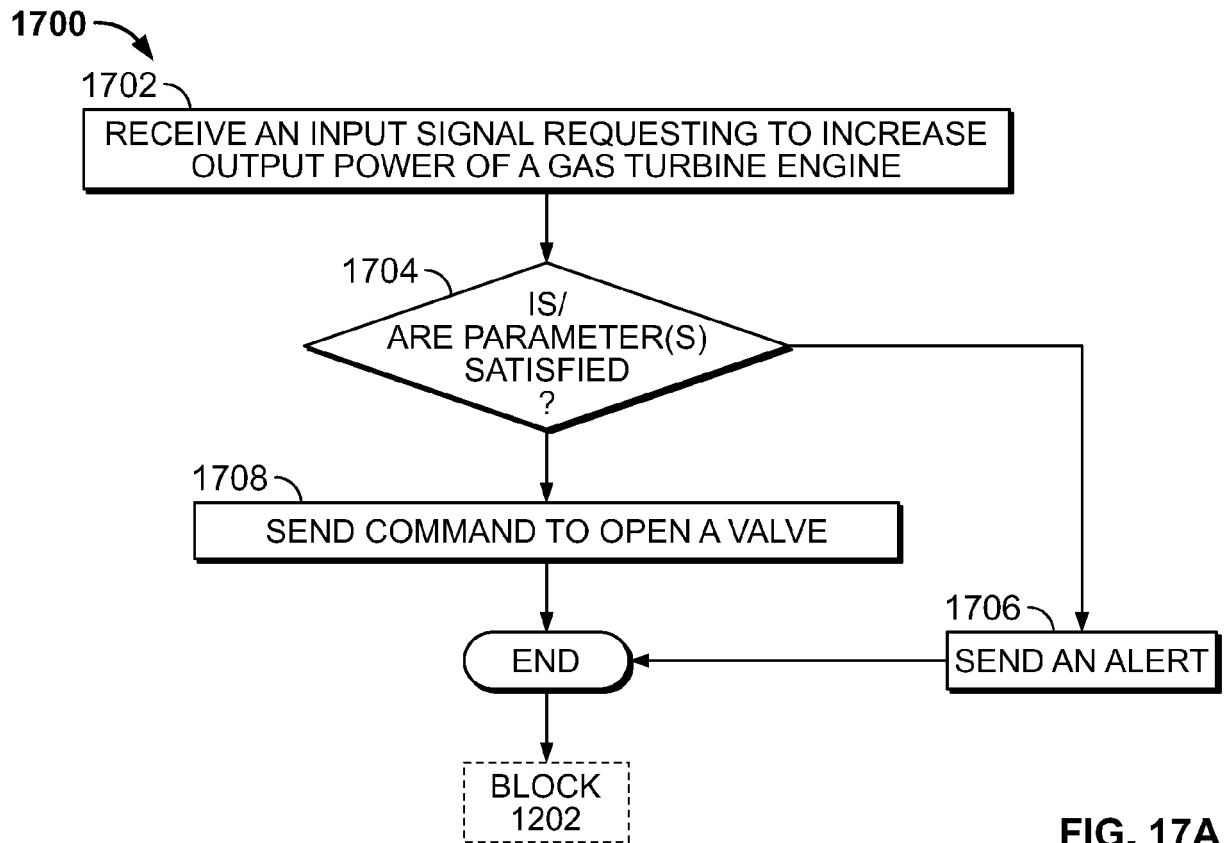 1700
1702
RECEIVE AN INPUT SIGNAL REQUESTING TO INCREASE
OUTPUT POWER OF A GAS TURBINE ENGINE
1704
IS/
ARE PARAMETER(S)
SATISFIED
?
1708
SEND COMMAND TO OPEN A VALVE
1706
END
SEND AN ALERT
BLOCK
1202
FIG. 17A